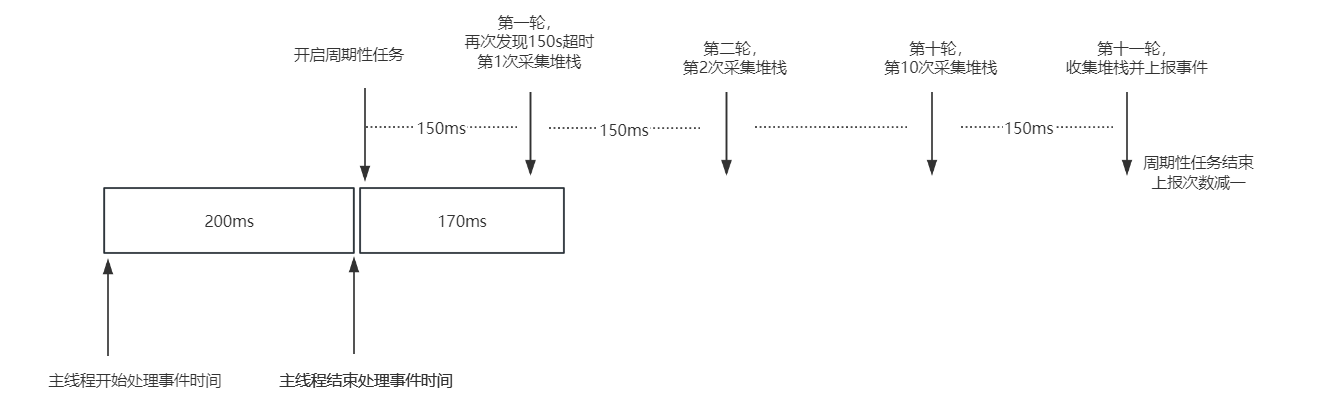 第一轮，
再次发现150s超时
第1次采集堆栈
开启周期性任务
第二轮，
第2次采集堆栈
第十轮，
第10次采集堆栈
第十一轮，
收集堆栈并上报事件
150ms
150ms
150ms
周期性任务结束
上报次数减一
200ms
170ms
主线程开始处理事件时间
主线程结束处理事件时间